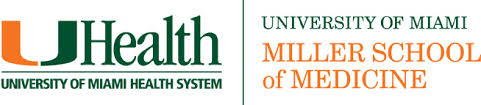 UHealth
UNIVERSITY OF MIAMI HEALTH SYSTEM
UNIVERSITY OF MIAMI
MILLER SCHOOL
of MEDICINE